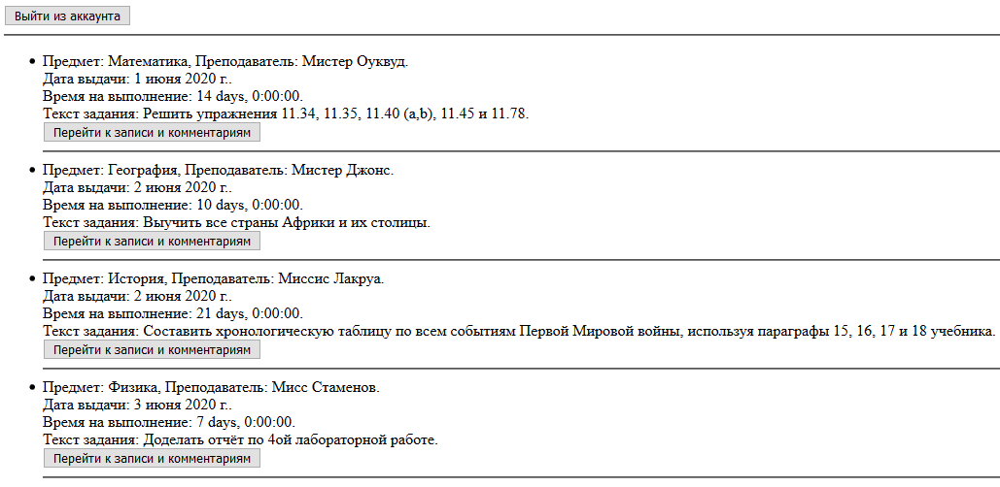 Выйти из аккаунта
Предмет: Математика, Преподаватель: Мистер Оуквуд.
Дата выдачи: 1 июня 2020 г..
Время на выполнение: 14 days, 0:00:00.
Текст задания: Решить упражнения 11.34, 11.35, 11.40 (a,b), 11.45 и 11.78.
Перейти к записи и комментариям
Предмет: География, Преподаватель: Мистер Джонс.
Дата выдачи: 2 июня 2020 г..
Время на выполнение: 10 days, 0:00:00.
Текст задания: Выучить все страны Африки и их столицы.
Перейти к записи и комментариям
Предмет: История, Преподаватель: Миссис Лакруа.
Дата выдачи: 2 июня 2020 г..
Время на выполнение: 21 days, 0:00:00.
Текст задания: Составить хронологическую таблицу по всем событиям Первой Мировой войны, используя параграфы 15, 16, 17 и 18 учебника.
Перейти к записи и комментариям
Предмет: Физика, Преподаватель: Мисс Стаменов.
Дата выдачи: 3 июня 2020 г..
Время на выполнение: 7 days, 0:00:00.
Текст задания: Доделать отчёт по 4ой лабораторной работе.
Перейти к записи и комментариям